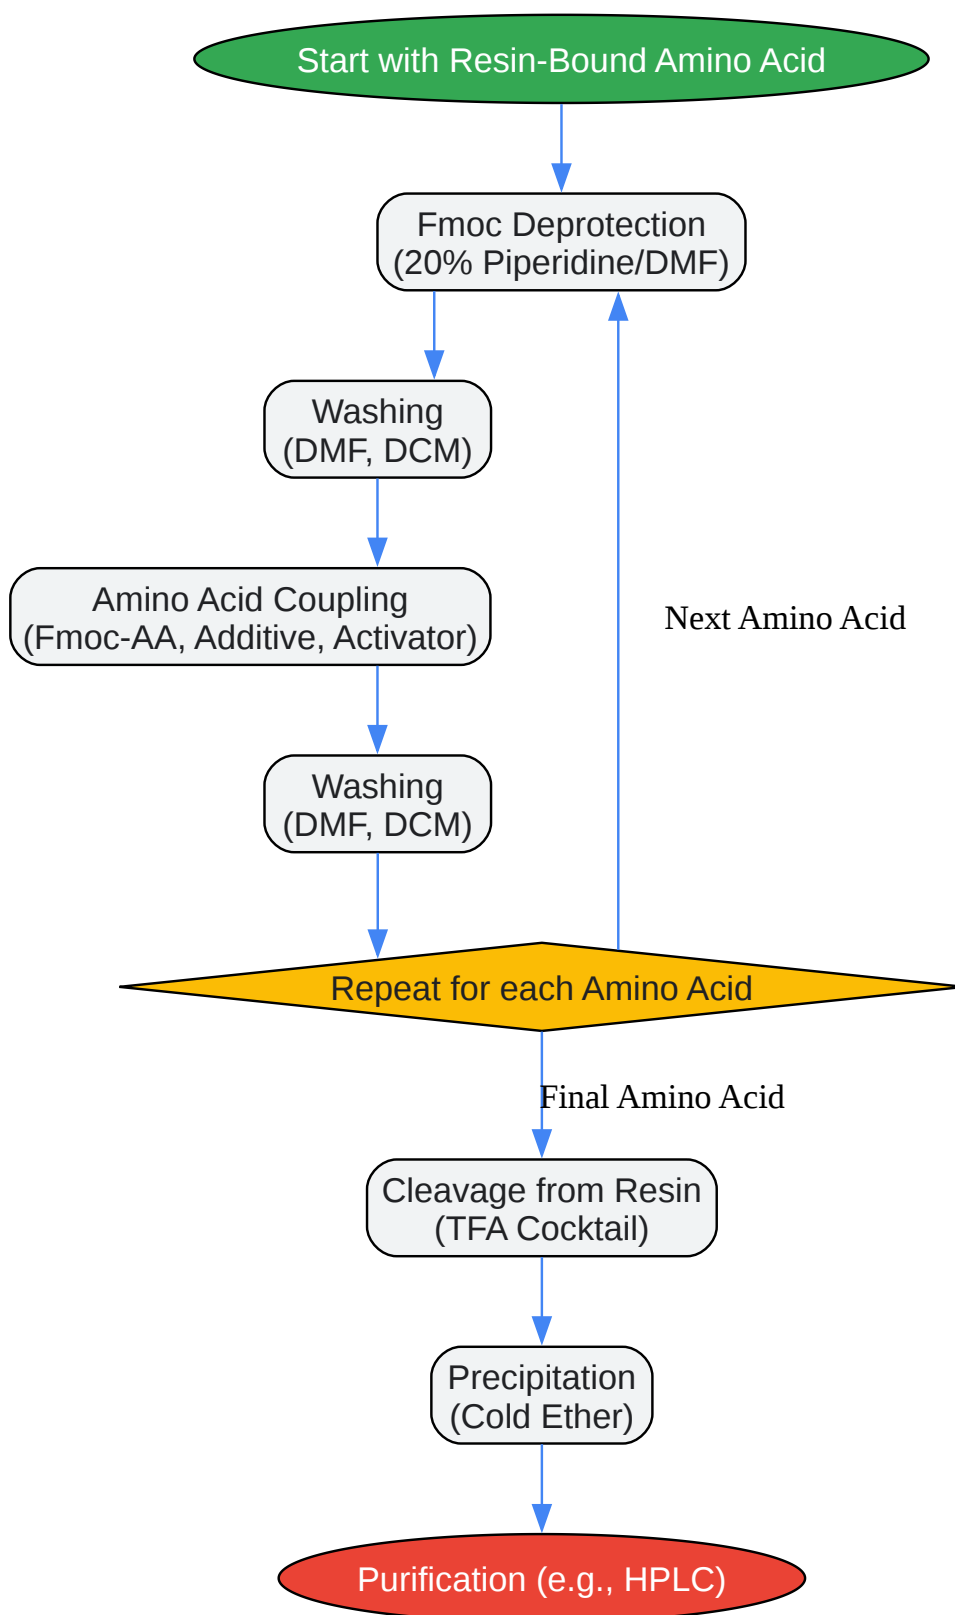 Start with Resin-Bound Amino Acid
Fmoc Deprotection
(20% Piperidine/DMF)
Washing
(DMF, DCM)
Amino Acid Coupling
(Fmoc-AA, Additive, Activator)
Next Amino Acid
Washing
(DMF, DCM)
Repeat for each Amino Acid
Final Amino Acid
Cleavage from Resin
(TFA Cocktail)
Precipitation
(Cold Ether)
Purification (e.g., HPLC)